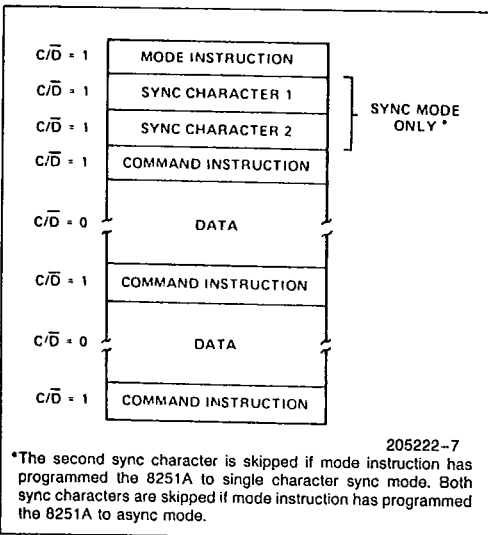 C/D̅ = 1 MODE INSTRUCTION
C/D̅ = 1 SYNC CHARACTER 1
SYNC MODE
ONLY *
C/D̅ = 1 SYNC CHARACTER 2
C/D̅ = 1 COMMAND INSTRUCTION
C/D̅ = 0 DATA
C/D̅ = 1 COMMAND INSTRUCTION
C/D̅ = 0 DATA
C/D̅ = 1 COMMAND INSTRUCTION
205222-7
*The second sync character is skipped if mode instruction has
programmed the 8251A to single character sync mode. Both
sync characters are skipped if mode instruction has programmed
the 8251A to async mode.